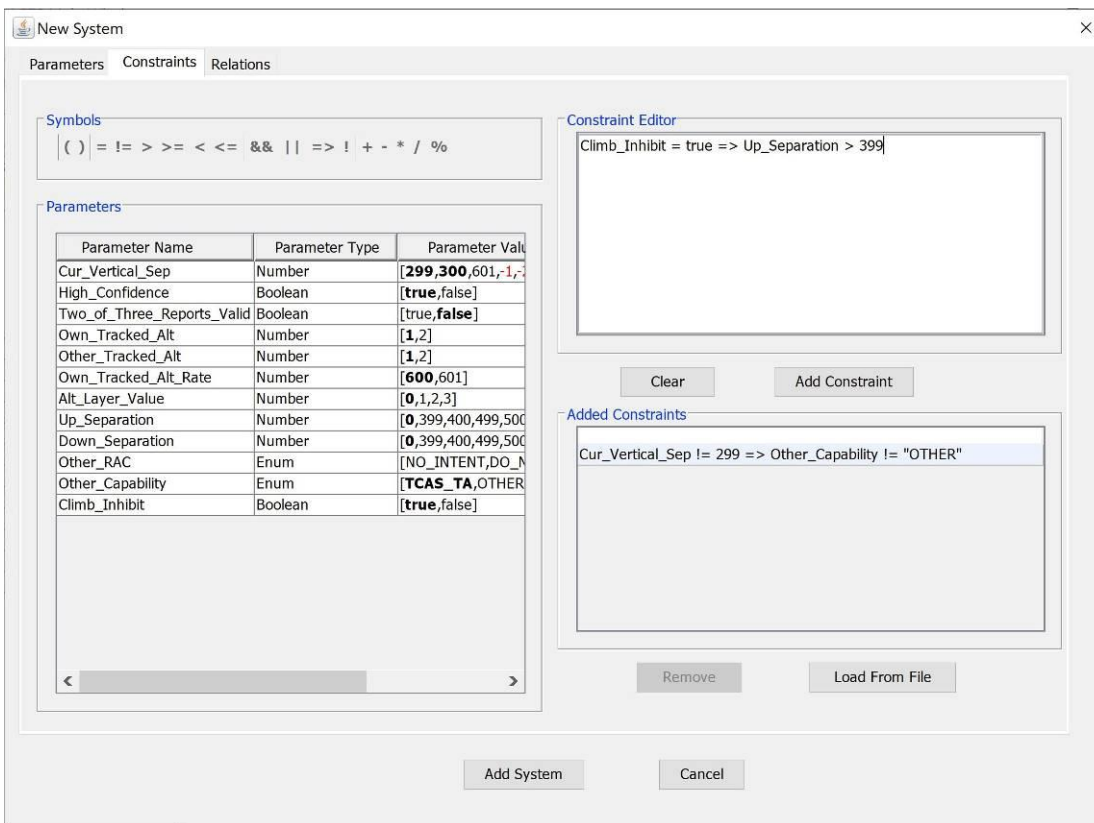 New System
Parameters Constraints Relations
Symbols
( ) = != > >= < <= && || => ! + - * / %
Parameters
Parameter Name Parameter Type Parameter Valu
Cur_Vertical_Sep Number [299,300,601,-1,-2
High_Confidence Boolean [true,false]
Two_of_Three_Reports_Valid Boolean [true,false]
Own_Tracked_Alt Number [1,2]
Other_Tracked_Alt Number [1,2]
Own_Tracked_Alt_Rate Number [600,601]
Alt_Layer_Value Number [0,1,2,3]
Up_Separation Number [0,399,400,499,500
Down_Separation Number [0,399,400,499,500
Other_RAC Enum [NO_INTENT,DO_N
Other_Capability Enum [TCAS_TA,OTHER
Climb_Inhibit Boolean [true,false]
Constraint Editor
Climb_Inhibit = true => Up_Separation > 399
Clear Add Constraint
Added Constraints
Cur_Vertical_Sep != 299 => Other_Capability != "OTHER"
Remove Load From File
Add System Cancel